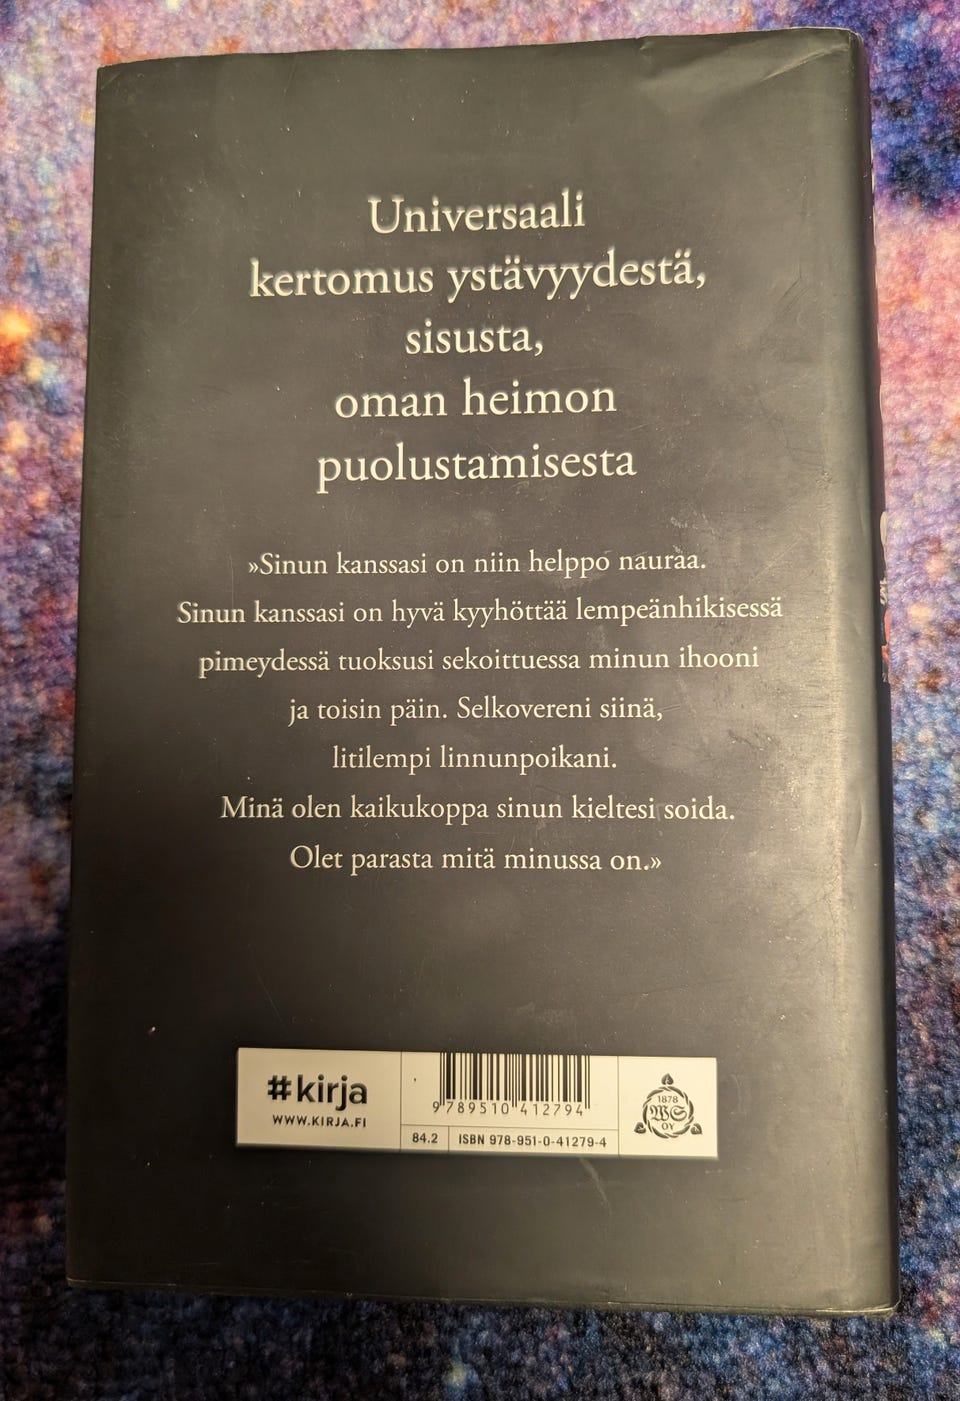 Universaali
kertomus ystävyydestä,
sisusta,
oman heimon
puolustamisesta
»Sinun kanssasi on niin helppo nauraa.
Sinun kanssasi on hyvä kyyhöttää lempeänhikisessä
pimeydessä tuoksusi sekoittuessa minun ihooni
ja toisin päin. Selkovereni siinä,
litilempi linnunpoikani.
Minä olen kaikukoppa sinun kieltesi soida.
Olet parasta mitä minussa on.»
#kirja
WWW.KIRJA.FI
9 789510 412794
84.2
ISBN 978-951-0-41279-4
1878
WS
OY